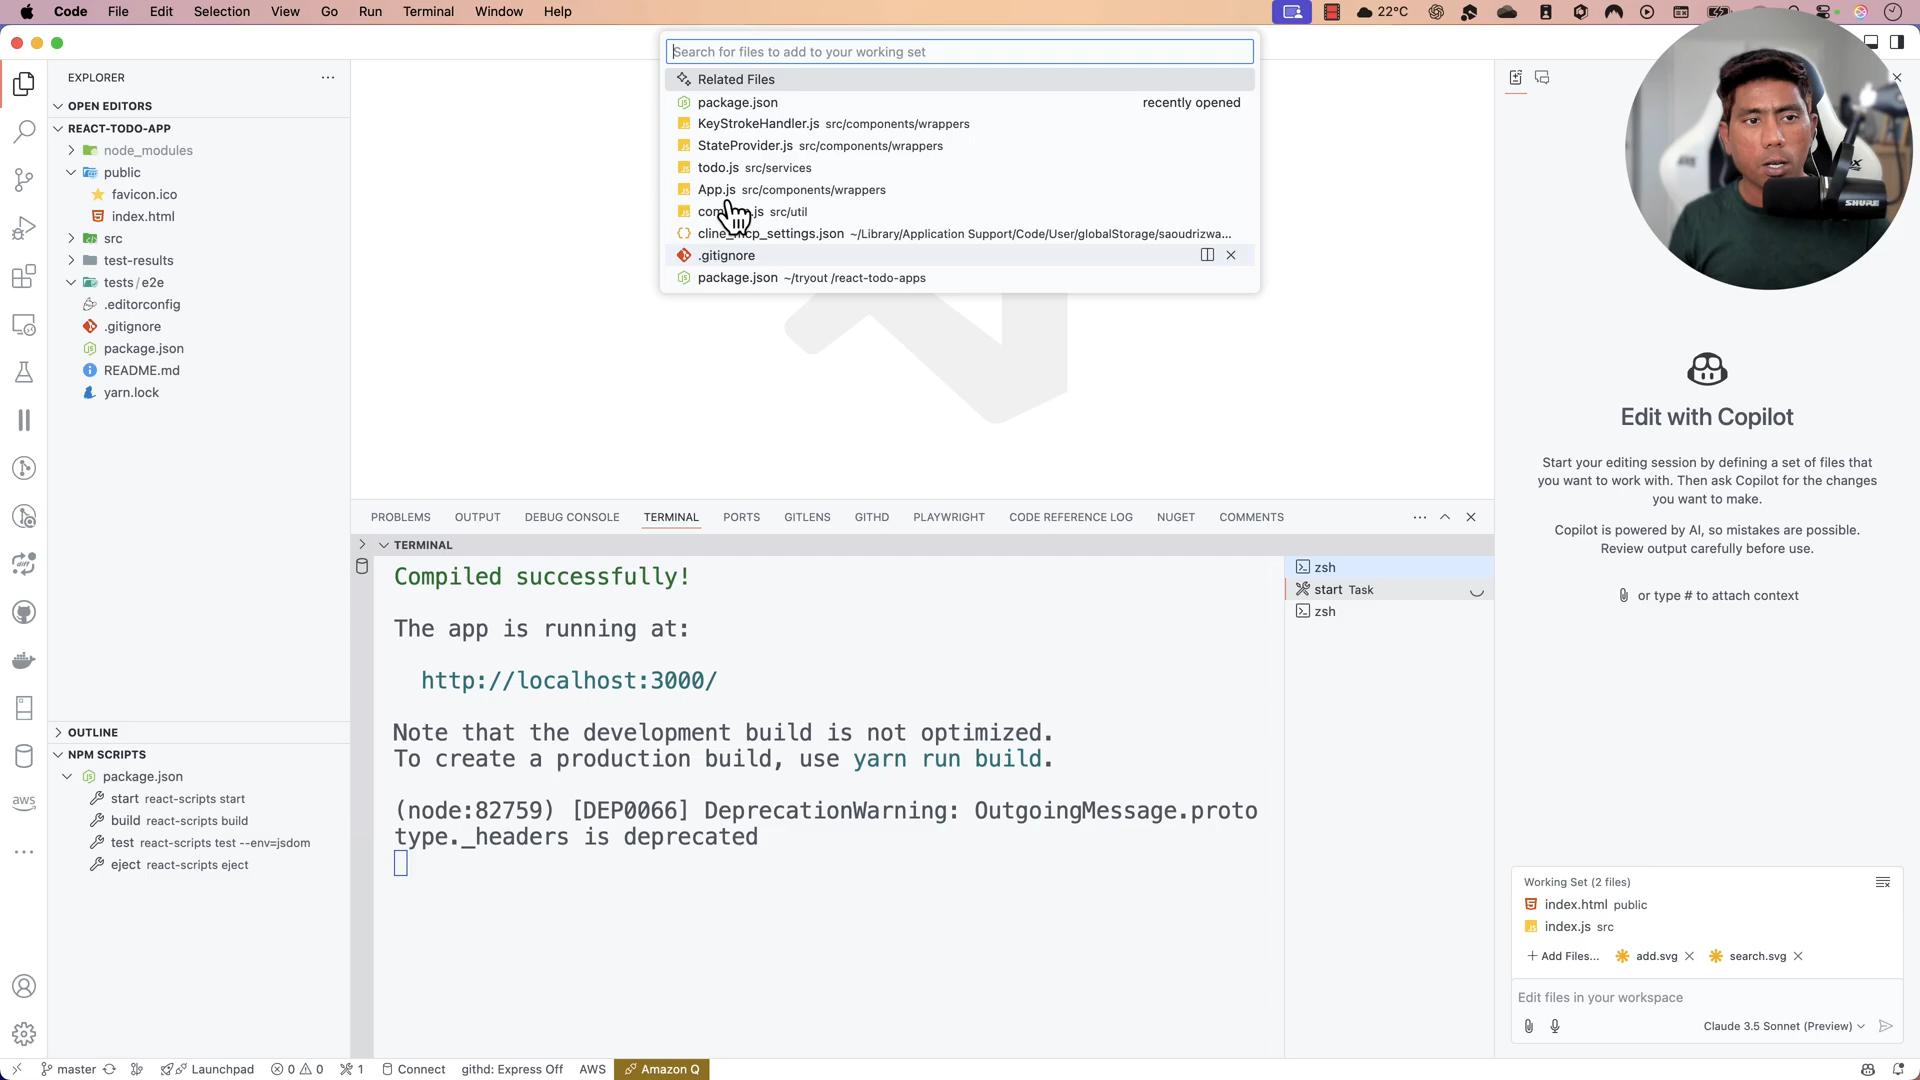 Code File Edit Selection View Go Run Terminal Window Help
22°C
Search for files to add to your working set
Related Files
package.json recently opened
KeyStrokeHandler.js src/components/wrappers
StateProvider.js src/components/wrappers
todo.js src/services
App.js src/components/wrappers
src/util
cline_mcp_settings.json ~/Library/Application Support/Code/User/globalStorage/saoudrizwa...
.gitignore
package.json ~/tryout /react-todo-apps
EXPLORER
OPEN EDITORS
REACT-TODO-APP
node_modules
public
favicon.ico
index.html
src
test-results
tests/e2e
.editorconfig
.gitignore
package.json
README.md
yarn.lock
OUTLINE
NPM SCRIPTS
package.json
start react-scripts start
build react-scripts build
test react-scripts test --env=jsdom
eject react-scripts eject
aws
PROBLEMS OUTPUT DEBUG CONSOLE TERMINAL PORTS GITLENS GITHD PLAYWRIGHT CODE REFERENCE LOG NUGET COMMENTS
TERMINAL
Compiled successfully!
The app is running at:
http://localhost:3000/
Note that the development build is not optimized.
To create a production build, use yarn run build.
(node:82759) [DEP0066] DeprecationWarning: OutgoingMessage.proto
type._headers is deprecated
zsh
start Task
zsh
SHURE
Edit with Copilot
Start your editing session by defining a set of files that
you want to work with. Then ask Copilot for the changes
you want to make.
Copilot is powered by AI, so mistakes are possible.
Review output carefully before use.
or type # to attach context
Working Set (2 files)
index.html public
index.js src
Add Files... add.svg search.svg
Edit files in your workspace
Claude 3.5 Sonnet (Preview)
master Launchpad 0 0 1 Connect githd: Express Off AWS Amazon Q